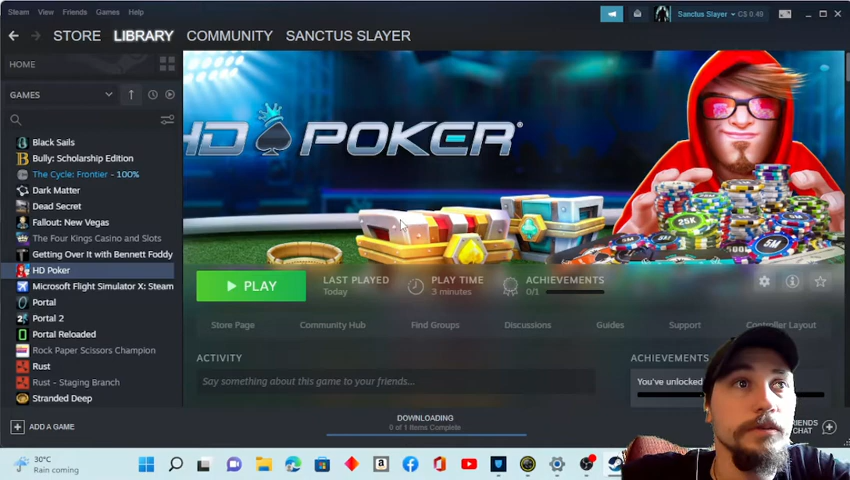 Steam View Friends Games Help
Sanctus Slayer C$ 0.49
STORE LIBRARY COMMUNITY SANCTUS SLAYER
HOME
GAMES
Black Sails
Bully: Scholarship Edition
The Cycle: Frontier - 100%
Dark Matter
Dead Secret
Fallout: New Vegas
The Four Kings Casino and Slots
Getting Over It with Bennett Foddy
HD Poker
Microsoft Flight Simulator X: Steam
Portal
Portal 2
Portal Reloaded
Rock Paper Scissors Champion
Rust
Rust - Staging Branch
Stranded Deep
ADD A GAME
HD POKER®
25K
5M
PLAY
LAST PLAYED
Today
PLAY TIME
3 minutes
ACHIEVEMENTS
0/1
Store Page Community Hub Find Groups Discussions Guides Support Controller Layout
ACTIVITY
Say something about this game to your friends...
ACHIEVEMENTS
You've unlocked
DOWNLOADING
0 of 1 Items Complete
CHAT
30°C
Rain coming